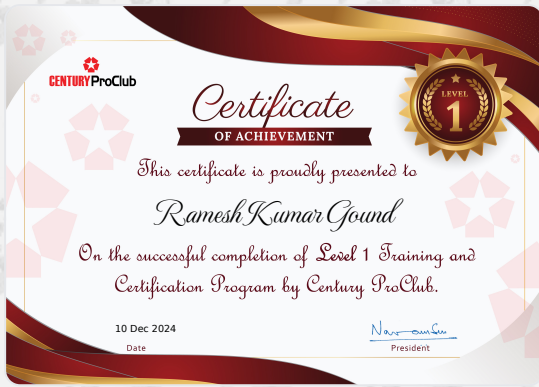 CENTURY ProClub
LEVEL
1
Certificate
OF ACHIEVEMENT
This certificate is proudly presented to
Ramesh Kumar Gound
On the successful completion of Level 1 Training and
Certification Program by Century ProClub.
10 Dec 2024
Date
President